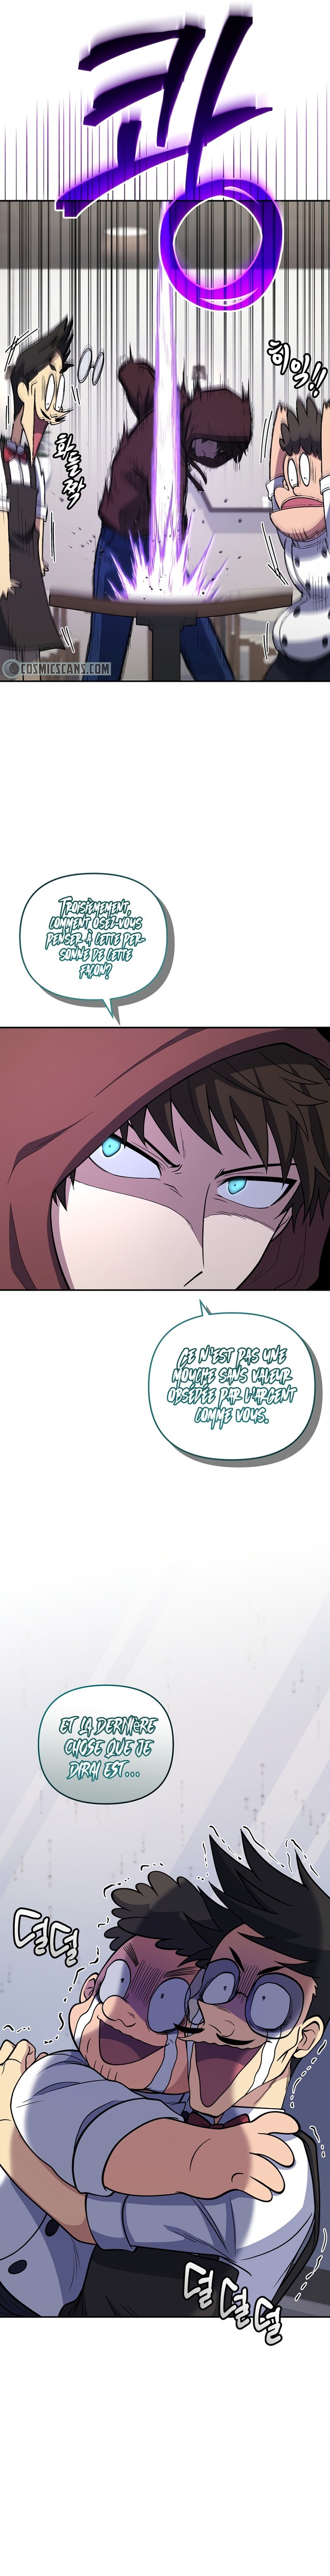 콰
히익!!
화들짝
COSMICSCANS.COM
TROISIÈMEMENT,
COMMENT OSEZ-VOUS
PENSER À CETTE PER-
SONNE DE CETTE
FAÇON?
CE N'EST PAS UNE
MOUCHE SANS VALEUR
OBSÉDÉE PAR L'ARGENT
COMME VOUS.
ET LA DERNIÈRE
CHOSE QUE JE
DIRAI EST...
덜덜
덜덜덜